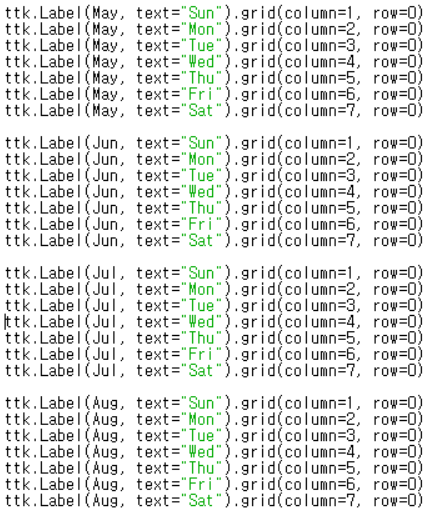 ttk.Label(May, text="Sun").grid(column=1, row=0)
ttk.Label(May, text="Mon").grid(column=2, row=0)
ttk.Label(May, text="Tue").grid(column=3, row=0)
ttk.Label(May, text="Wed").grid(column=4, row=0)
ttk.Label(May, text="Thu").grid(column=5, row=0)
ttk.Label(May, text="Fri").grid(column=6, row=0)
ttk.Label(May, text="Sat").grid(column=7, row=0)
ttk.Label(Jun, text="Sun").grid(column=1, row=0)
ttk.Label(Jun, text="Mon").grid(column=2, row=0)
ttk.Label(Jun, text="Tue").grid(column=3, row=0)
ttk.Label(Jun, text="Wed").grid(column=4, row=0)
ttk.Label(Jun, text="Thu").grid(column=5, row=0)
ttk.Label(Jun, text="Fri").grid(column=6, row=0)
ttk.Label(Jun, text="Sat").grid(column=7, row=0)
ttk.Label(Jul, text="Sun").grid(column=1, row=0)
ttk.Label(Jul, text="Mon").grid(column=2, row=0)
ttk.Label(Jul, text="Tue").grid(column=3, row=0)
ttk.Label(Jul, text="Wed").grid(column=4, row=0)
ttk.Label(Jul, text="Thu").grid(column=5, row=0)
ttk.Label(Jul, text="Fri").grid(column=6, row=0)
ttk.Label(Jul, text="Sat").grid(column=7, row=0)
ttk.Label(Aug, text="Sun").grid(column=1, row=0)
ttk.Label(Aug, text="Mon").grid(column=2, row=0)
ttk.Label(Aug, text="Tue").grid(column=3, row=0)
ttk.Label(Aug, text="Wed").grid(column=4, row=0)
ttk.Label(Aug, text="Thu").grid(column=5, row=0)
ttk.Label(Aug, text="Fri").grid(column=6, row=0)
ttk.Label(Aug, text="Sat").grid(column=7, row=0)